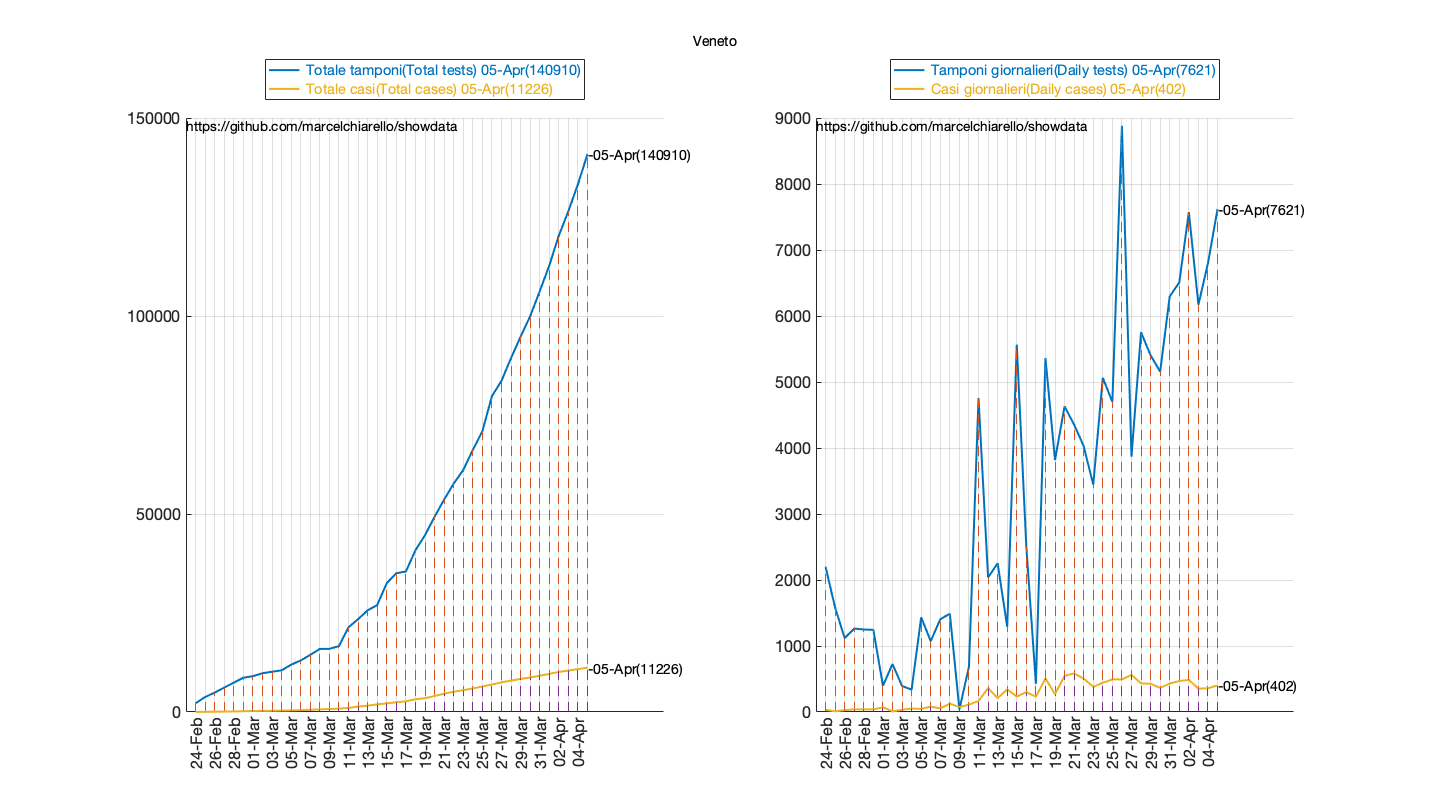 Veneto
Totale tamponi(Total tests) 05-Apr(140910)
Totale casi(Total cases) 05-Apr(11226)
150000
https://github.com/marcelchiarello/showdata
-05-Apr(140910)
100000
50000
-05-Apr(11226)
0
24-Feb
26-Feb
28-Feb
01-Mar
03-Mar
05-Mar
07-Mar
09-Mar
11-Mar
13-Mar
15-Mar
17-Mar
19-Mar
21-Mar
23-Mar
25-Mar
27-Mar
29-Mar
31-Mar
02-Apr
04-Apr
Tamponi giornalieri(Daily tests) 05-Apr(7621)
Casi giornalieri(Daily cases) 05-Apr(402)
9000
https://github.com/marcelchiarello/showdata
8000
-05-Apr(7621)
7000
6000
5000
4000
3000
2000
1000
-05-Apr(402)
0
24-Feb
26-Feb
28-Feb
01-Mar
03-Mar
05-Mar
07-Mar
09-Mar
11-Mar
13-Mar
15-Mar
17-Mar
19-Mar
21-Mar
23-Mar
25-Mar
27-Mar
29-Mar
31-Mar
02-Apr
04-Apr